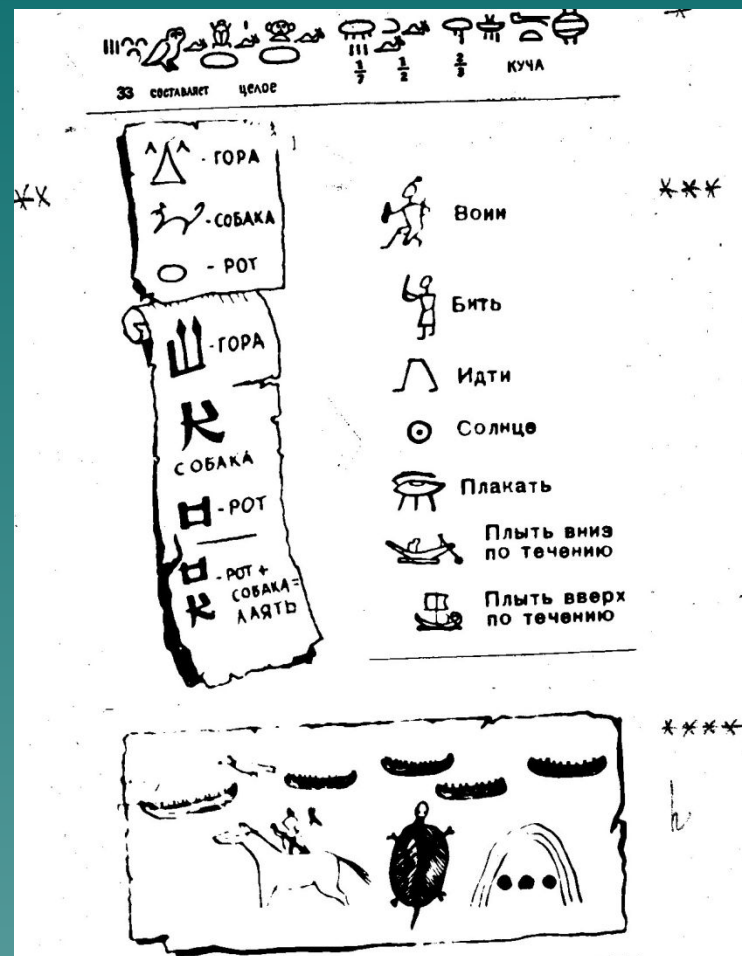 1/7 1/2 2/3 КУЧА
33 СОСТАВЛЯЕТ ЦЕЛОЕ
- ГОРА
- СОБАКА
- РОТ
- ГОРА
СОБАКА
- РОТ
- РОТ +
СОБАКА =
ЛАЯТЬ
Воин
Бить
Идти
Солнце
Плакать
Плыть вниз
по течению
Плыть вверх
по течению
**
***
****
h